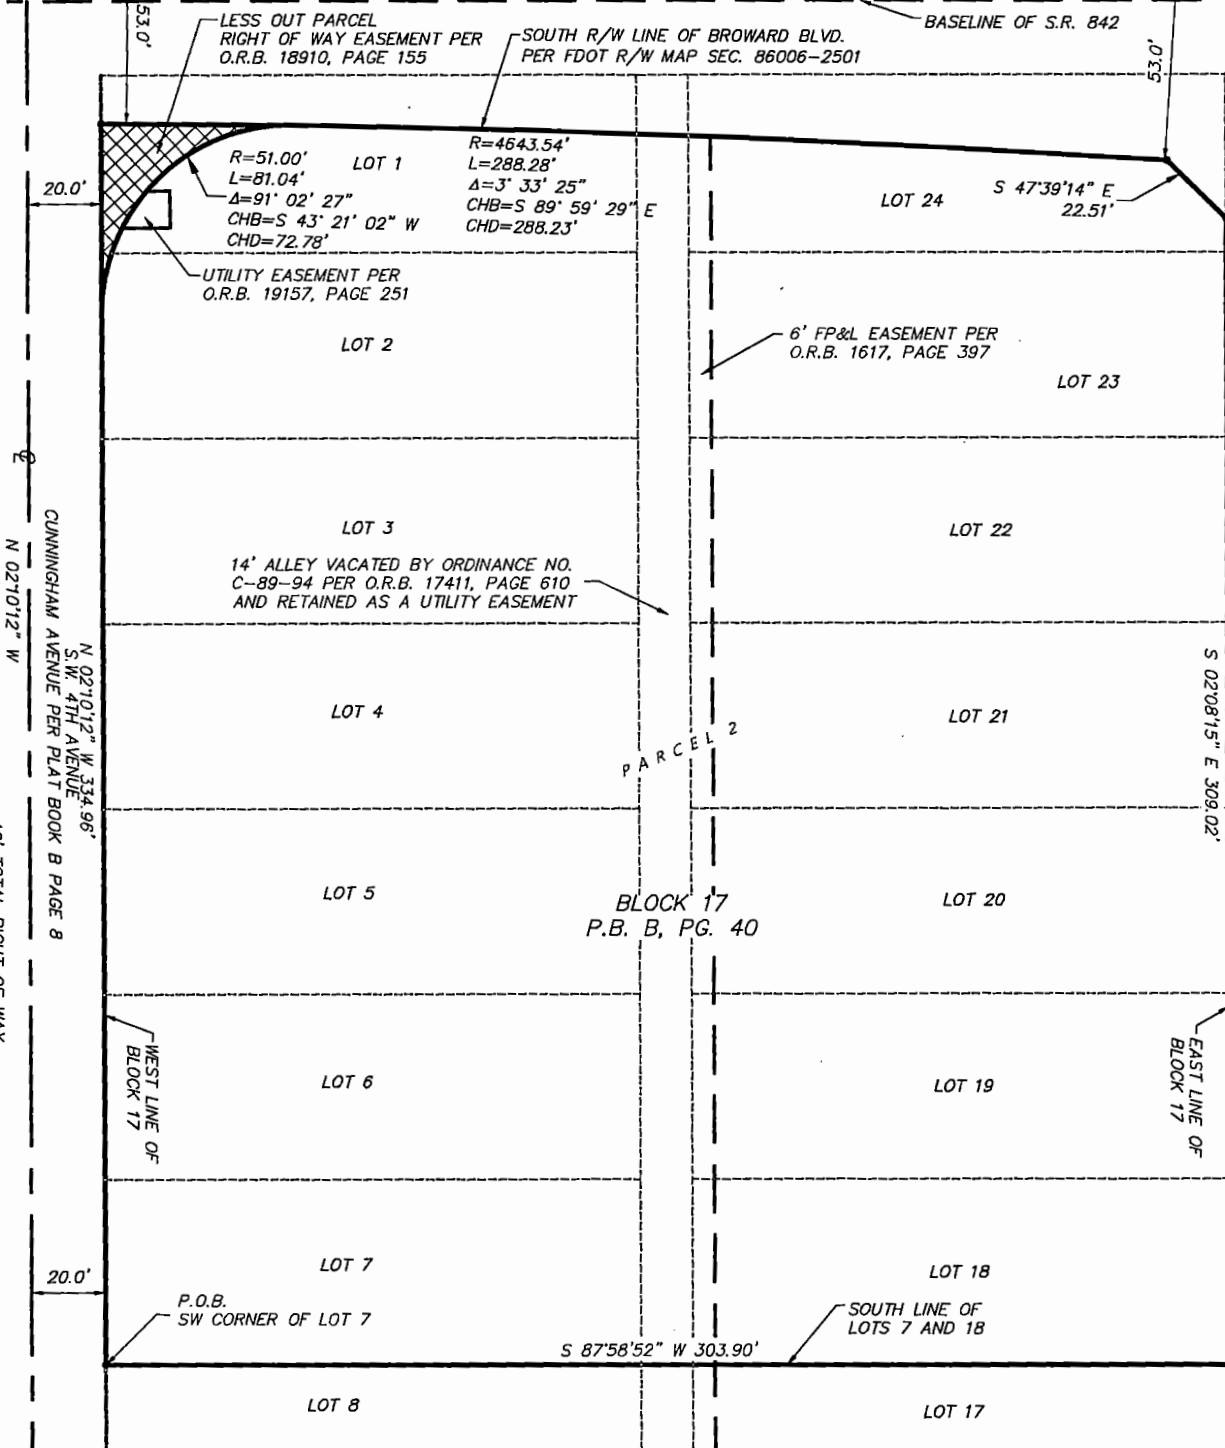 53.0'
LESS OUT PARCEL
RIGHT OF WAY EASEMENT PER
O.R.B. 18910, PAGE 155
SOUTH R/W LINE OF BROWARD BLVD.
PER FDOT R/W MAP SEC. 86006-2501
BASELINE OF S.R. 842
53.0'
20.0'
R=51.00'
L=81.04'
Δ=91° 02' 27"
CHB=S 43° 21' 02" W
CHD=72.78'
LOT 1
R=4643.54'
L=288.28'
Δ=3° 33' 25"
CHB=S 89° 59' 29" E
CHD=288.23'
LOT 24
S 47°39'14" E
22.51'
UTILITY EASEMENT PER
O.R.B. 19157, PAGE 251
LOT 2
6' FP&L EASEMENT PER
O.R.B. 1617, PAGE 397
LOT 23
LOT 3
LOT 22
14' ALLEY VACATED BY ORDINANCE NO.
C-89-94 PER O.R.B. 17411, PAGE 610
AND RETAINED AS A UTILITY EASEMENT
℄
N 02°10'12" W
CUNNINGHAM AVENUE PER PLAT BOOK B PAGE 8
S.W. 4TH AVENUE
N 02°10'12" W 334.96'
LOT 4
LOT 21
PARCEL 2
S 02°08'15" E 309.02'
LOT 5
BLOCK 17
P.B. B, PG. 40
LOT 20
TOTAL RIGHT OF WAY
WEST LINE OF
BLOCK 17
LOT 6
LOT 19
EAST LINE OF
BLOCK 17
LOT 7
LOT 18
20.0'
P.O.B.
SW CORNER OF LOT 7
SOUTH LINE OF
LOTS 7 AND 18
S 87°58'52" W 303.90'
LOT 8
LOT 17